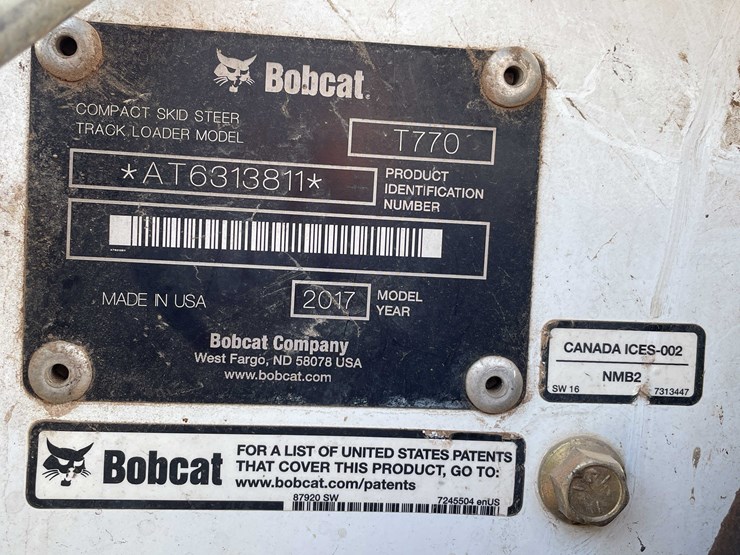 Bobcat.
COMPACT SKID STEER
TRACK LOADER MODEL
T770
*AT6313811*
PRODUCT
IDENTIFICATION
NUMBER
MADE IN USA
2017
MODEL
YEAR
Bobcat Company
West Fargo, ND 58078 USA
www.bobcat.com
CANADA ICES-002
NMB2
SW 16
7313447
Bobcat
FOR A LIST OF UNITED STATES PATENTS
THAT COVER THIS PRODUCT, GO TO:
www.bobcat.com/patents
87920 SW
7245504 enUS